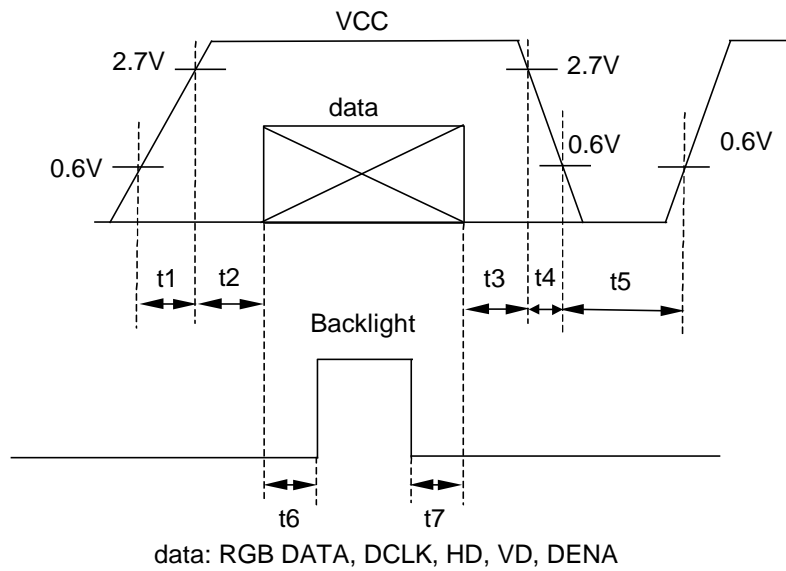 VCC
2.7V 2.7V
data
0.6V 0.6V 0.6V
t1 t2 t3 t4 t5
Backlight
t6 t7
data: RGB DATA, DCLK, HD, VD, DENA